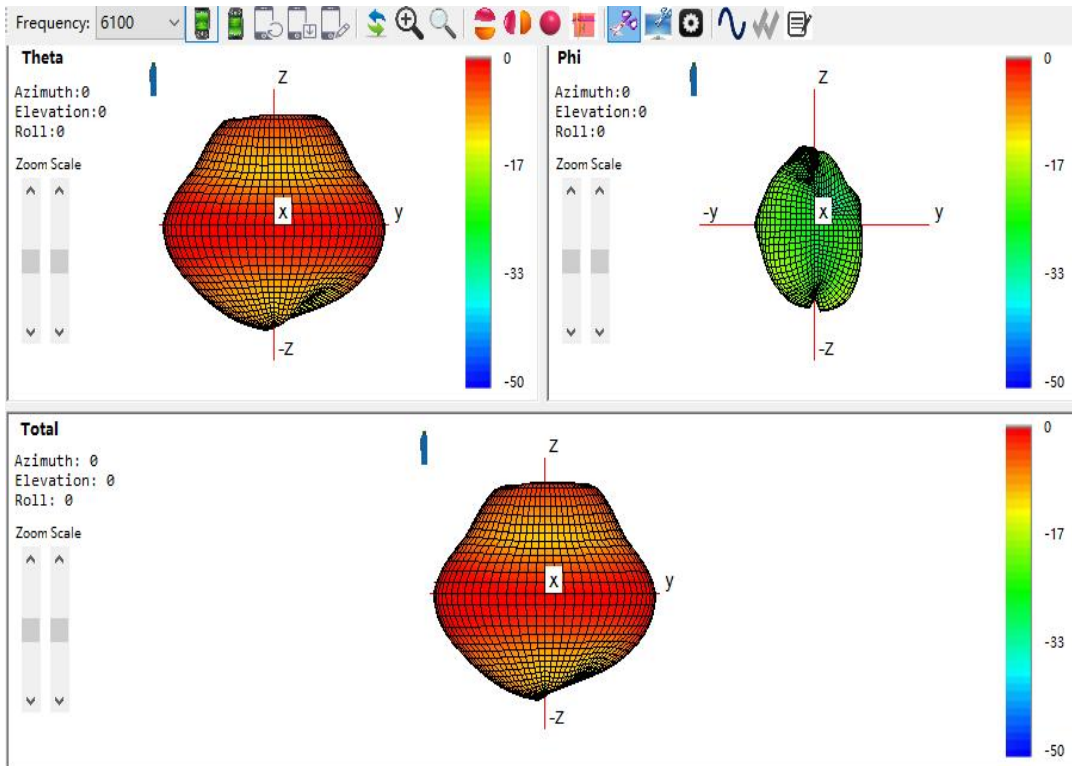 Frequency: 6100
Theta
Azimuth:0
Elevation:0
Roll:0
Zoom Scale
Z
y
x
-Z
0
-17
-33
-50
Phi
Azimuth:0
Elevation:0
Roll:0
Zoom Scale
Z
-y
y
x
-Z
0
-17
-33
-50
Total
Azimuth: 0
Elevation: 0
Roll: 0
Zoom Scale
Z
y
x
-Z
0
-17
-33
-50